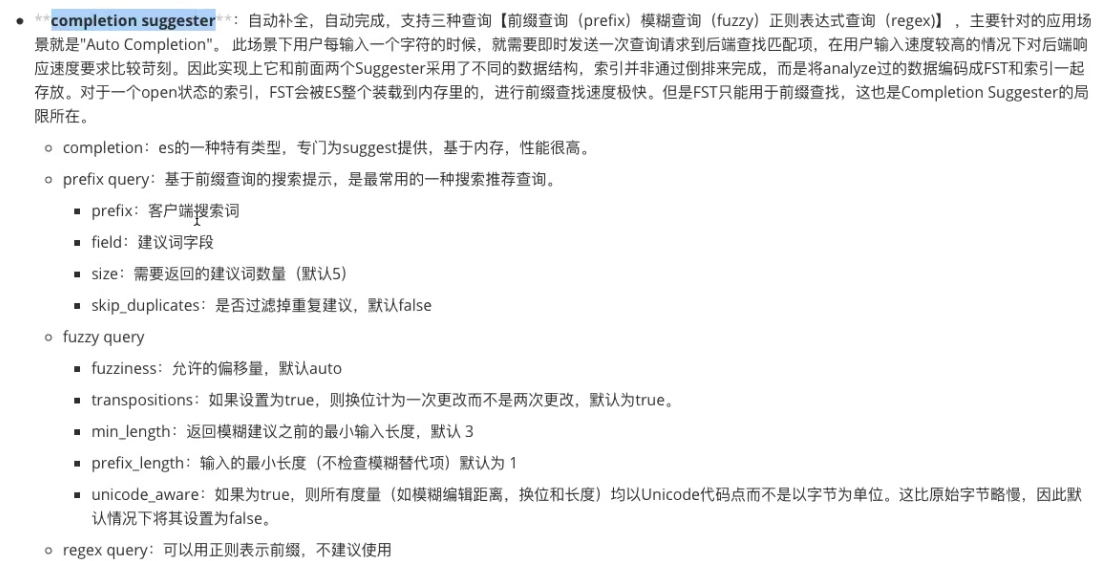 **completion suggester**：自动补全，自动完成，支持三种查询【前缀查询（prefix）模糊查询（fuzzy）正则表达式查询（regex)】 ，主要针对的应用场
景就是"Auto Completion"。 此场景下用户每输入一个字符的时候，就需要即时发送一次查询请求到后端查找匹配项，在用户输入速度较高的情况下对后端响
应速度要求比较苛刻。因此实现上它和前面两个Suggester采用了不同的数据结构，索引并非通过倒排来完成，而是将analyze过的数据编码成FST和索引一起
存放。对于一个open状态的索引，FST会被ES整个装载到内存里的，进行前缀查找速度极快。但是FST只能用于前缀查找，这也是Completion Suggester的局
限所在。
completion：es的一种特有类型，专门为suggest提供，基于内存，性能很高。
prefix query：基于前缀查询的搜索提示，是最常用的一种搜索推荐查询。
prefix：客户端搜索词
field：建议词字段
size：需要返回的建议词数量（默认5）
skip_duplicates：是否过滤掉重复建议，默认false
fuzzy query
fuzziness：允许的偏移量，默认auto
transpositions：如果设置为true，则换位计为一次更改而不是两次更改，默认为true。
min_length：返回模糊建议之前的最小输入长度，默认 3
prefix_length：输入的最小长度（不检查模糊替代项）默认为 1
unicode_aware：如果为true，则所有度量（如模糊编辑距离，换位和长度）均以Unicode代码点而不是以字节为单位。这比原始字节略慢，因此默
认情况下将其设置为false。
regex query：可以用正则表示前缀，不建议使用